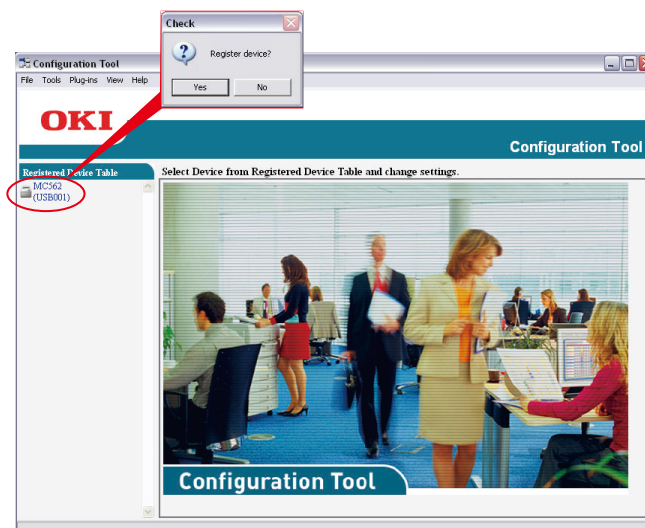 Check
Register device?
Yes No
Configuration Tool
File Tools Plug-ins View Help
OKI
Configuration Tool
Registered Device Table
Select Device from Registered Device Table and change settings.
MC562
(USB001)
Configuration Tool